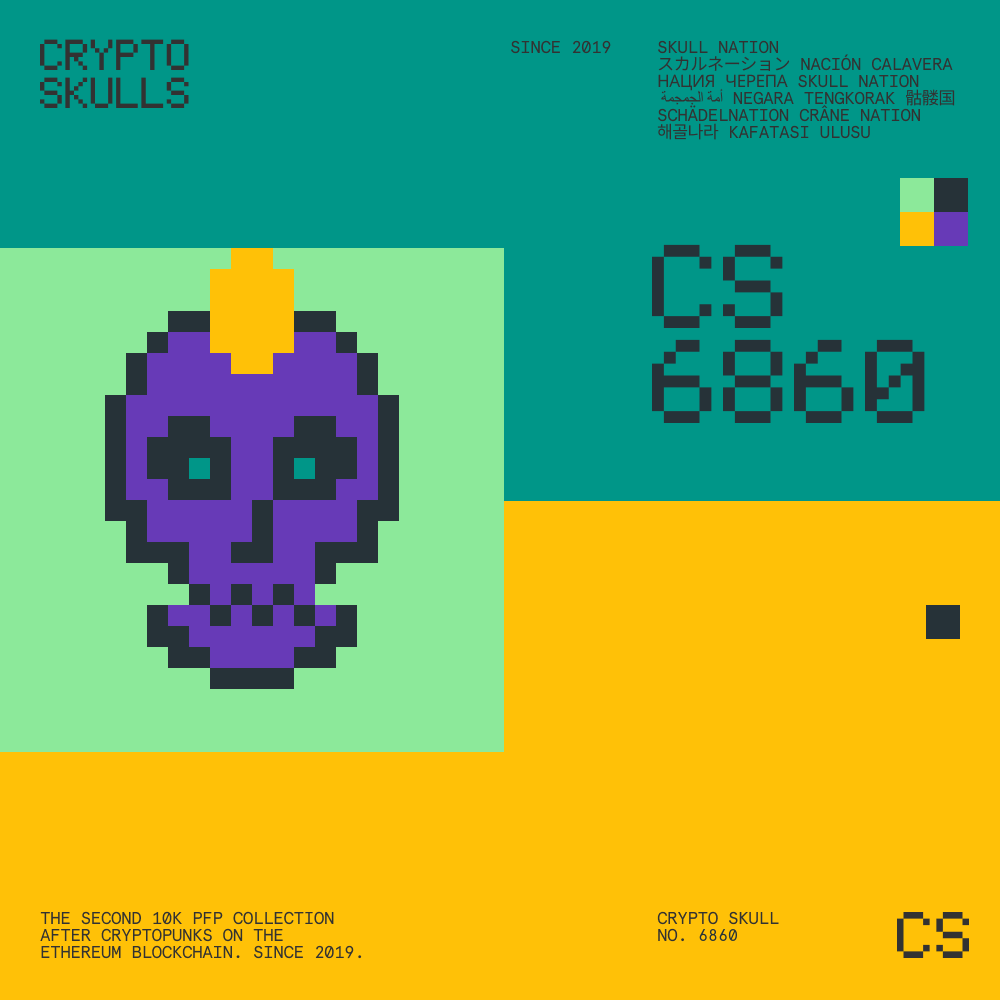 CRYPTO
SKULLS
SINCE 2019
SKULL NATION
スカルネーション NACIÓN CALAVERA
НАЦИЯ ЧЕРЕПА SKULL NATION
أمة الجمجمة NEGARA TENGKORAK 骷髅国
SCHÄDELNATION CRÂNE NATION
해골나라 KAFATASI ULUSU
CS
6860
THE SECOND 10K PFP COLLECTION
AFTER CRYPTOPUNKS ON THE
ETHEREUM BLOCKCHAIN. SINCE 2019.
CRYPTO SKULL
NO. 6860
CS